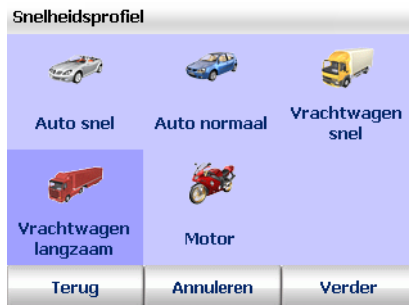 Snelheidsprofiel
Auto snel
Auto normaal
Vrachtwagen
snel
Vrachtwagen
langzaam
Motor
Terug
Annuleren
Verder